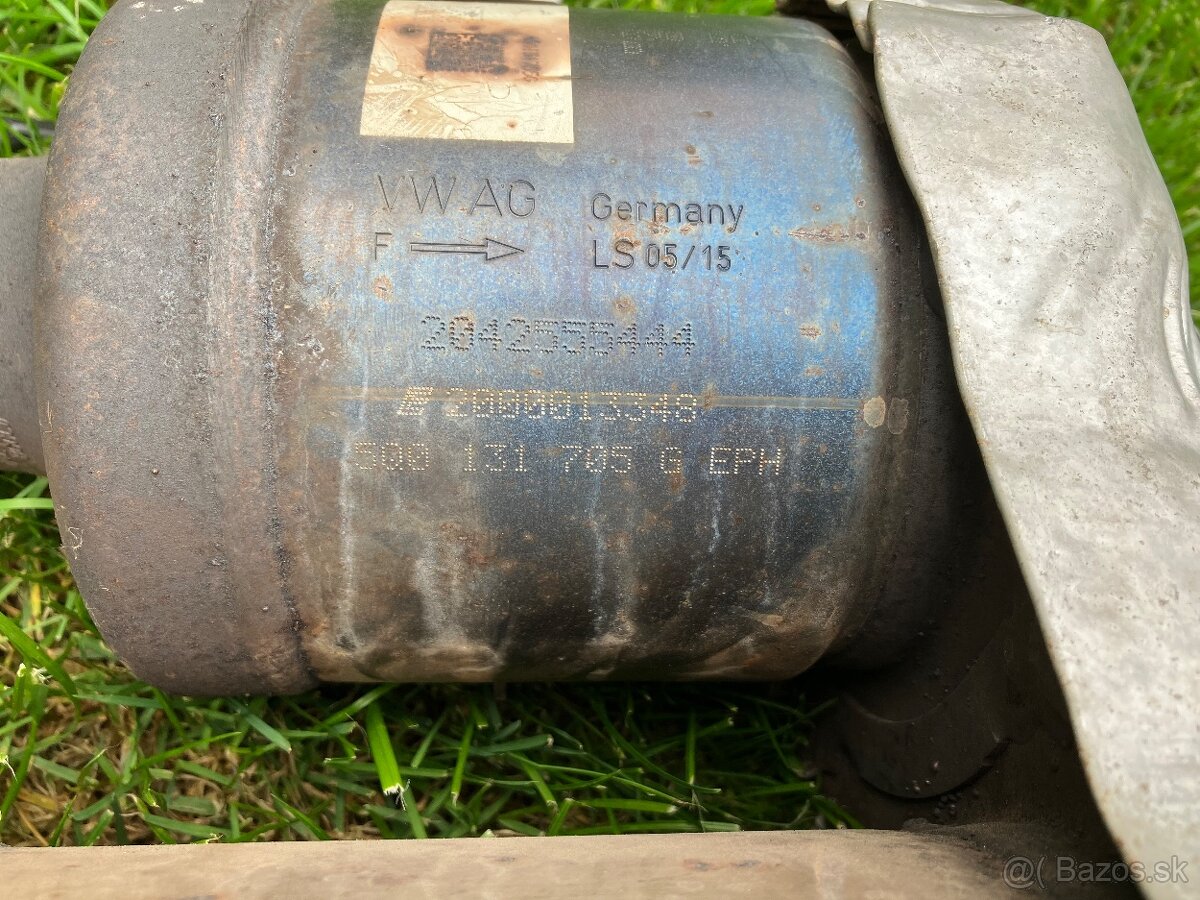 VW AG Germany
F LS 05/15
2042555444
2000013348
5Q0 131 705 G EPH
@( Bazos.sk